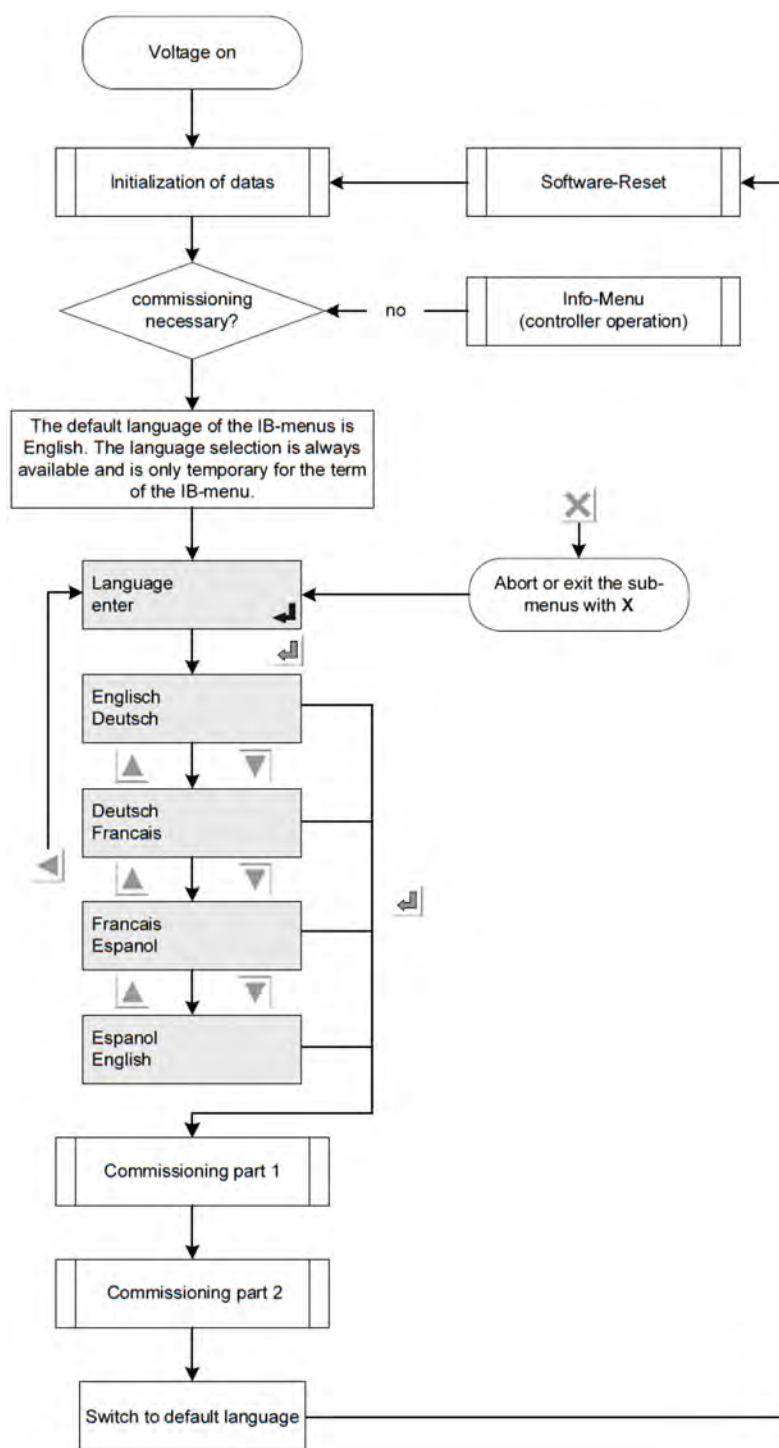 Voltage on
Initialization of datas
Software-Reset
commissioning
necessary?
no
Info-Menu
(controller operation)
The default language of the IB-menus is
English. The language selection is always
available and is only temporary for the term
of the IB-menu.
Language
enter
Abort or exit the sub-
menus with X
Englisch
Deutsch
Deutsch
Francais
Francais
Espanol
Espanol
English
Commissioning part 1
Commissioning part 2
Switch to default language